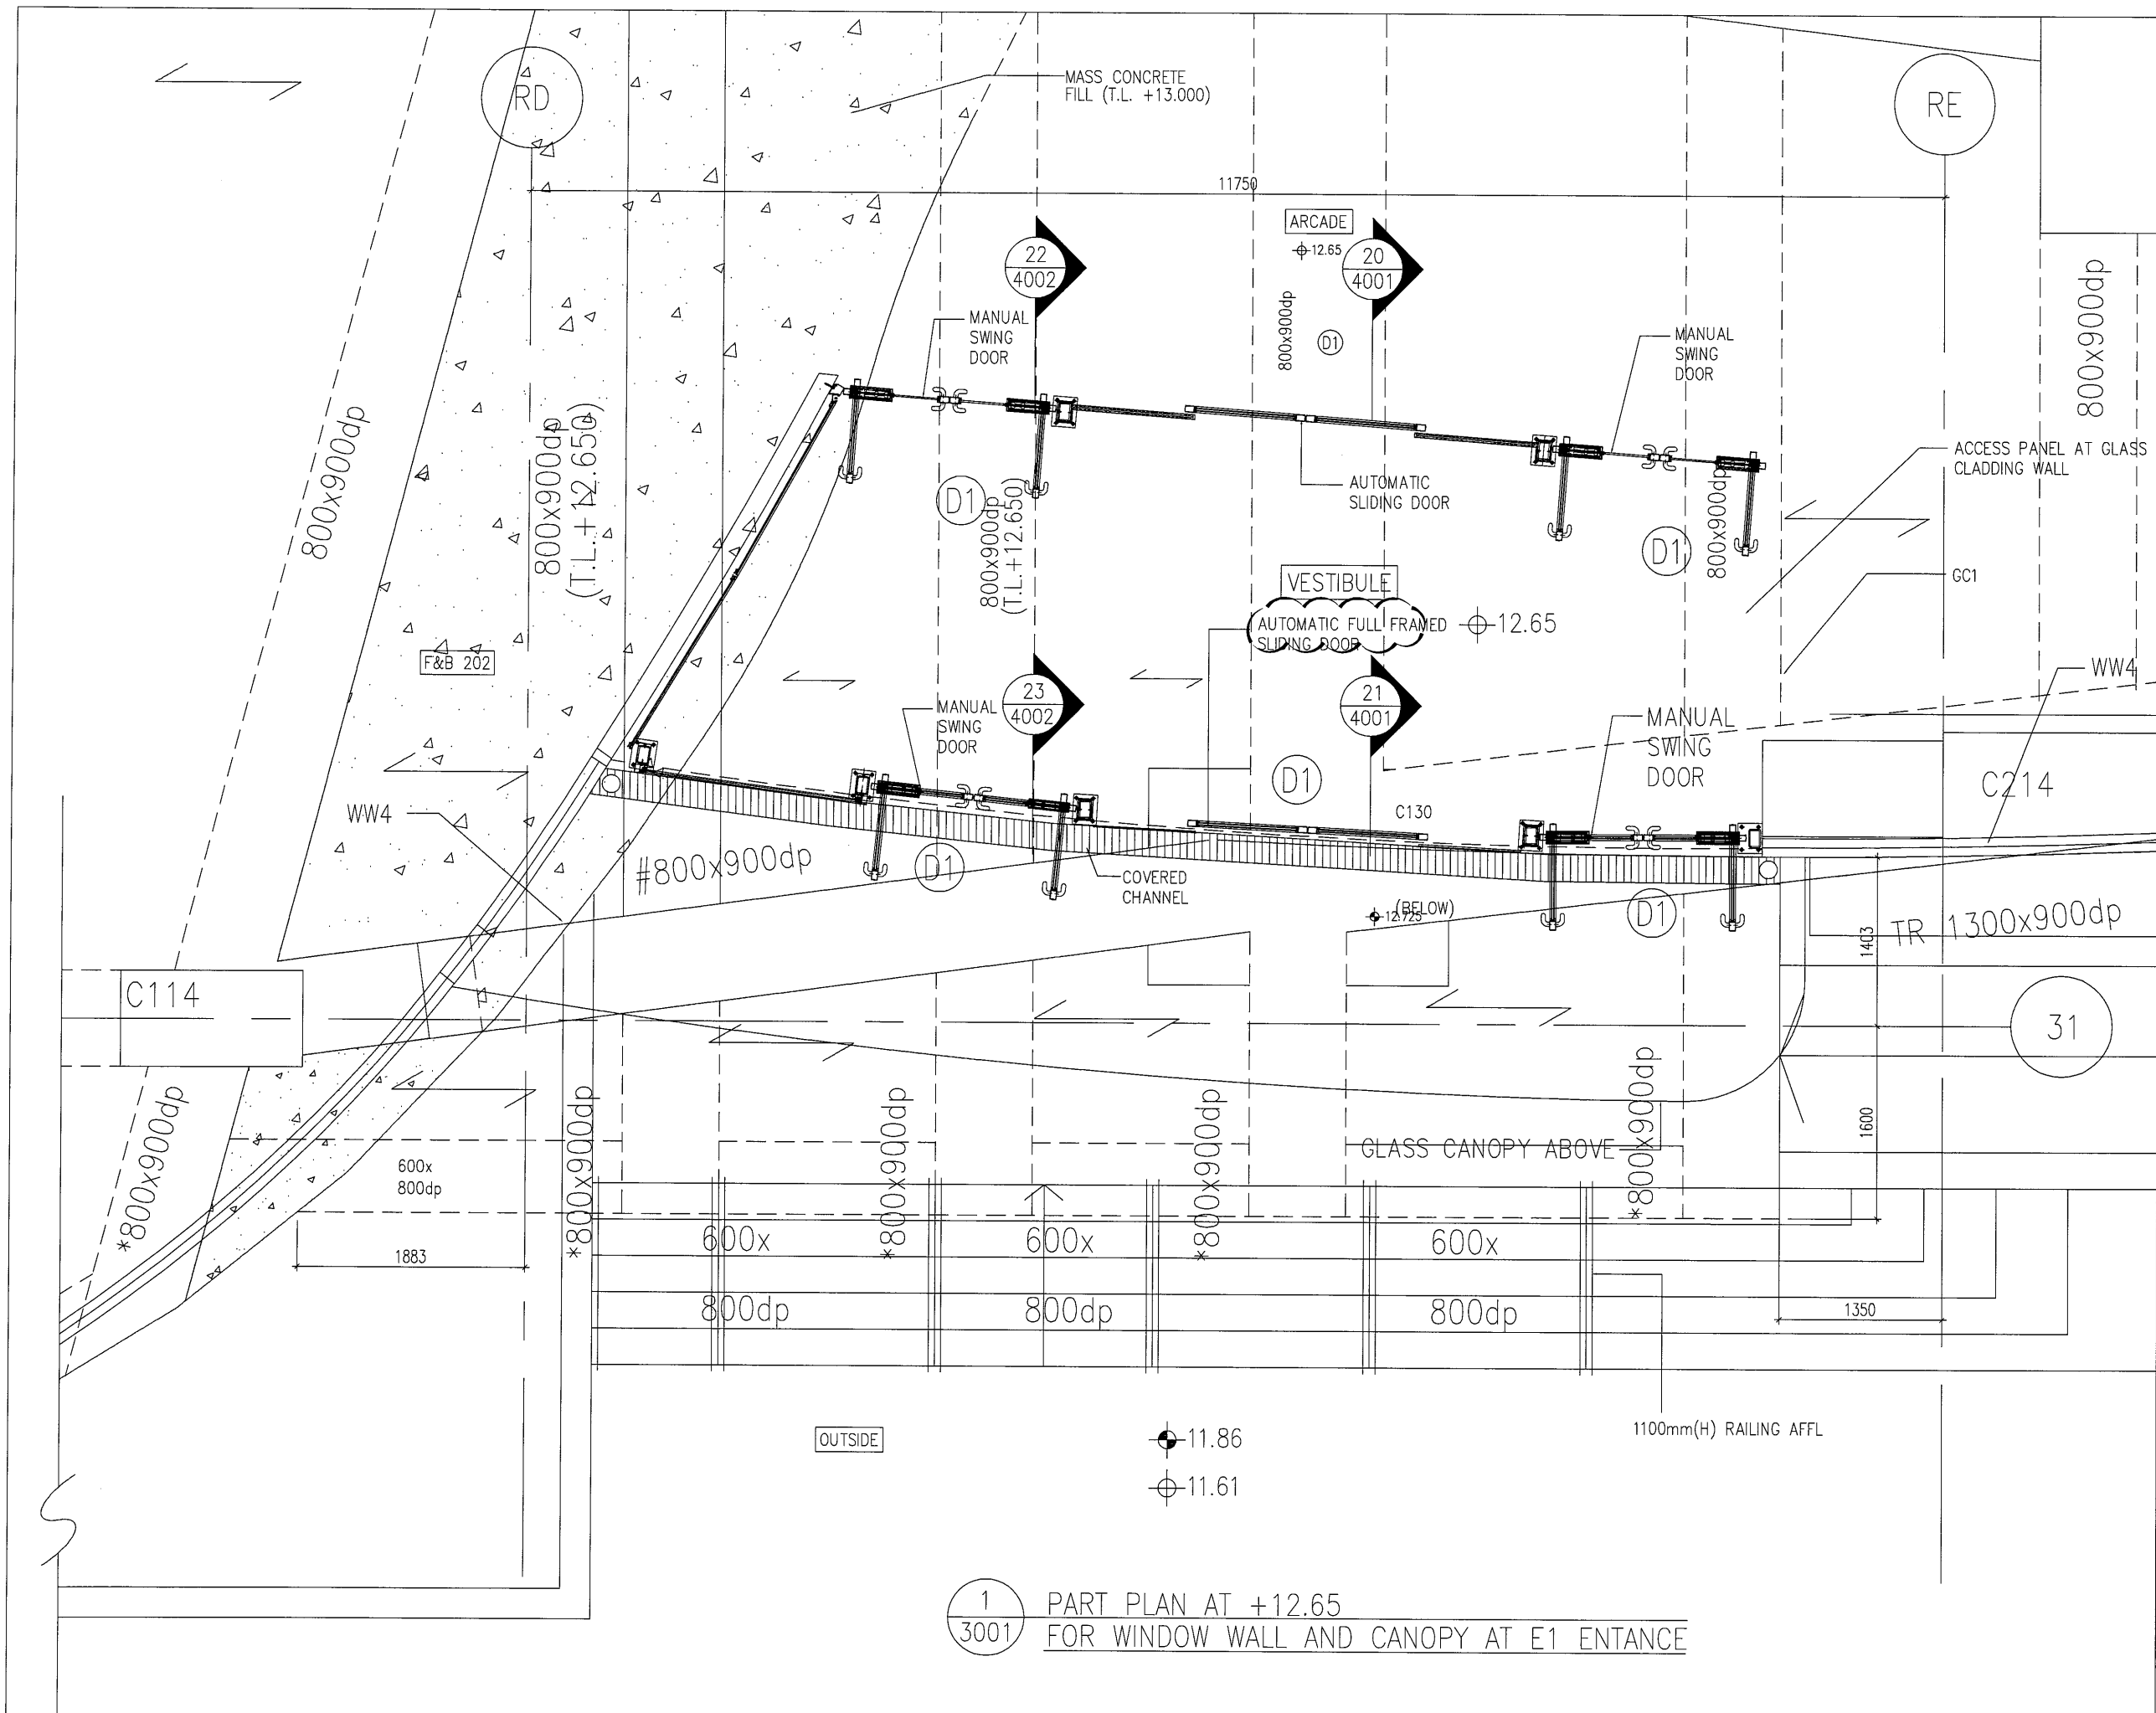 RD
RE
MASS CONCRETE
FILL (T.L. +13.000)
11750
ARCADE
12.65
22
4002
20
4001
800x900dp
D1
MANUAL
SWING
DOOR
MANUAL
SWING
DOOR
800x900dp
800x900dp
800x900dp
(T.L.+12.650)
ACCESS PANEL AT GLASS
CLADDING WALL
AUTOMATIC
SLIDING DOOR
D1
800x900dp
(T.L.+12.650)
D1
800x900dp
GC1
VESTIBULE
AUTOMATIC FULL FRAMED
SLIDING DOOR
12.65
F&B 202
WW4
23
4002
21
4001
MANUAL
SWING
DOOR
MANUAL
SWING
DOOR
D1
C214
C130
WW4
#800x900dp
D1
COVERED
CHANNEL
(BELOW)
12.725
D1
TR 1300x900dp
1403
C114
31
*800x900dp
*800x900dp
*800x900dp
*800x900dp
*800x900dp
1600
GLASS CANOPY ABOVE
600x
800dp
1883
600x
600x
600x
800dp
800dp
800dp
1350
1100mm(H) RAILING AFFL
OUTSIDE
11.86
11.61
1
3001
PART PLAN AT +12.65
FOR WINDOW WALL AND CANOPY AT E1 ENTANCE